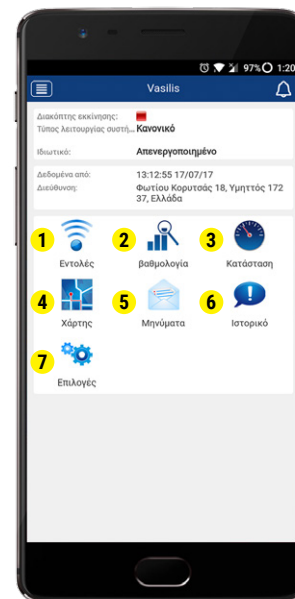 97% 1:20
Vasilis
Διακόπτης εκκίνησης:
Τύπος λειτουργίας συστή... Κανονικό
Ιδιωτικό: Απενεργοποιημένο
Δεδομένα από: 13:12:55 17/07/17
Διεύθυνση: Φωτίου Κορυτσάς 18, Υμηττός 172
37, Ελλάδα
1 2 3
Εντολές βαθμολογία Κατάσταση
4 5 6
Χάρτης Μηνύματα Ιστορικό
7
Επιλογές